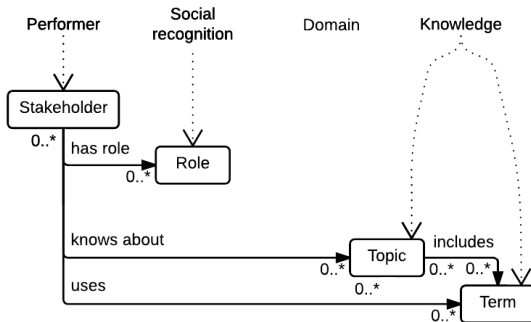 Performer
Social
recognition
Domain
Knowledge
Stakeholder
0..*
has role
0..*
Role
knows about
0..*
Topic
0..*
includes
0..*
0..*
uses
0..*
Term